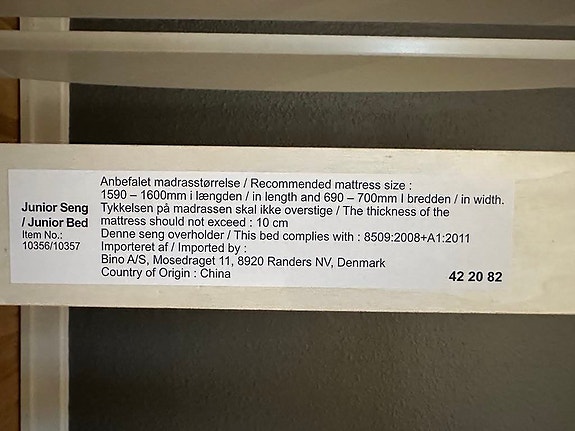 Junior Seng
/ Junior Bed
Item No.:
10356/10357
Anbefalet madrasstørrelse / Recommended mattress size :
1590 – 1600mm i længden / in length and 690 – 700mm I bredden / in width.
Tykkelsen på madrassen skal ikke overstige / The thickness of the
mattress should not exceed : 10 cm
Denne seng overholder / This bed complies with : 8509:2008+A1:2011
Importeret af / Imported by :
Bino A/S, Mosedraget 11, 8920 Randers NV, Denmark
Country of Origin : China
42 20 82